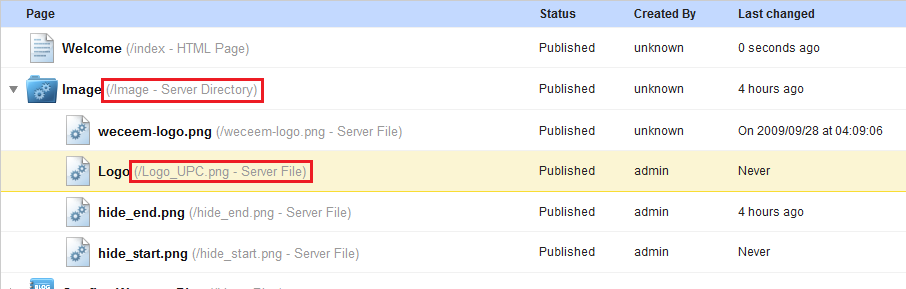 Page Status Created By Last changed
Welcome (/index - HTML Page) Published unknown 0 seconds ago
Image (/Image - Server Directory) Published unknown 4 hours ago
weceem-logo.png (/weceem-logo.png - Server File) Published unknown On 2009/09/28 at 04:09:06
Logo (/Logo_UPC.png - Server File) Published admin Never
hide_end.png (/hide_end.png - Server File) Published admin 4 hours ago
hide_start.png (/hide_start.png - Server File) Published admin Never
BLOG